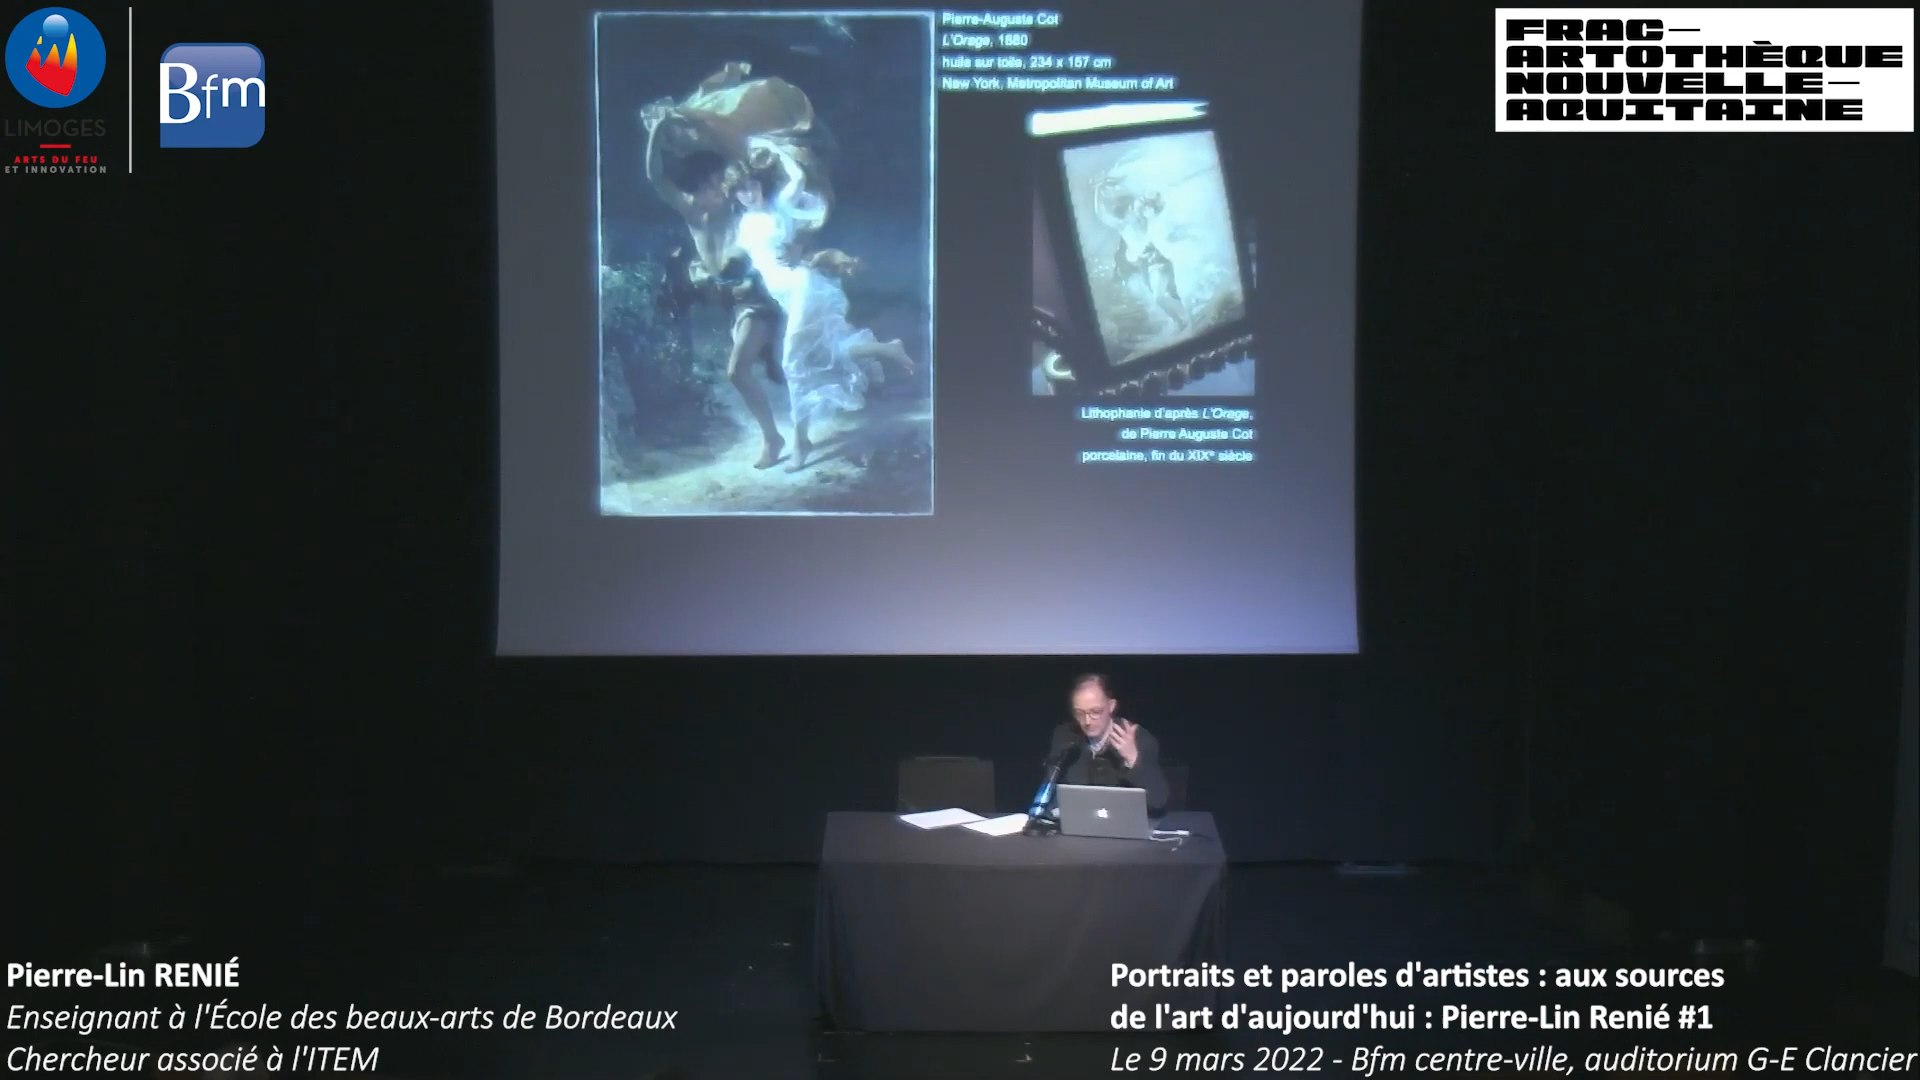 LIMOGES
ARTS DU FEU
ET INNOVATION
Bfm
FRAC–
ARTOTHÈQUE
NOUVELLE–
AQUITAINE
Pierre-Auguste Cot
L'Orage, 1880
huile sur toile, 234 x 157 cm
New York, Metropolitan Museum of Art
Lithophanie d'après L'Orage,
de Pierre Auguste Cot
porcelaine, fin du XIXe siècle
Pierre-Lin RENIÉ
Enseignant à l'École des beaux-arts de Bordeaux
Chercheur associé à l'ITEM
Portraits et paroles d'artistes : aux sources
de l'art d'aujourd'hui : Pierre-Lin Renié #1
Le 9 mars 2022 - Bfm centre-ville, auditorium G-E Clancier